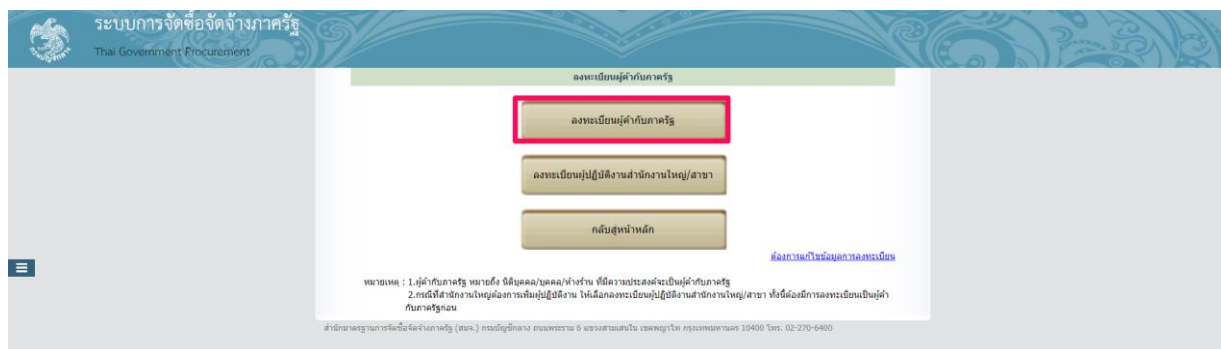 ระบบการจัดซื้อจัดจ้างภาครัฐ
Thai Government Procurement
กรมบัญชีกลาง
ลงทะเบียนผู้ค้ากับภาครัฐ
ลงทะเบียนผู้ค้ากับภาครัฐ
ลงทะเบียนผู้ปฏิบัติงานสำนักงานใหญ่/สาขา
กลับสู่หน้าหลัก
ต้องการแก้ไขข้อมูลการลงทะเบียน
หมายเหตุ : 1.ผู้ค้ากับภาครัฐ หมายถึง นิติบุคคล/บุคคล/ห้างร้าน ที่มีความประสงค์จะเป็นผู้ค้ากับภาครัฐ
2.กรณีที่สำนักงานใหญ่ต้องการเพิ่มผู้ปฏิบัติงาน ให้เลือกลงทะเบียนผู้ปฏิบัติงานสำนักงานใหญ่/สาขา ทั้งนี้ต้องมีการลงทะเบียนเป็นผู้ค้า
กับภาครัฐก่อน
สำนักมาตรฐานการจัดซื้อจัดจ้างภาครัฐ (สมจ.) กรมบัญชีกลาง ถนนพระราม 6 แขวงสามเสนใน เขตพญาไท กรุงเทพมหานคร 10400 โทร. 02-270-6400